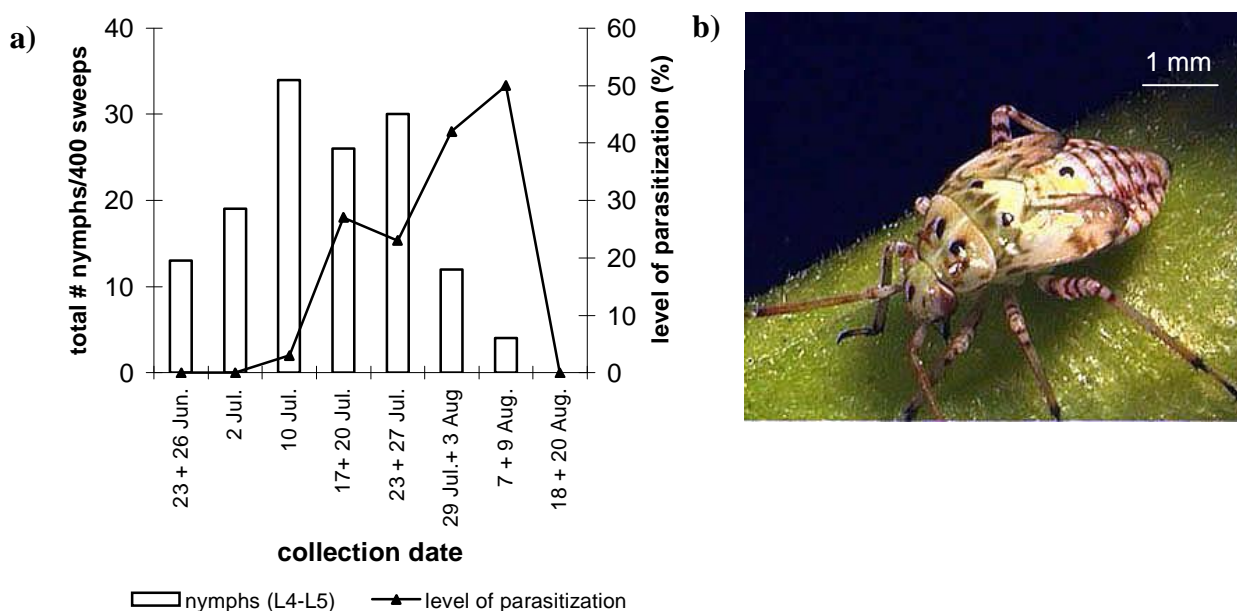 a)
total # nymphs/400 sweeps
40
30
20
10
0
60
50
40
30
20
10
0
level of parasitization (%)
23 + 26 Jun.
2 Jul.
10 Jul.
17+ 20 Jul.
23 + 27 Jul.
29 Jul.+ 3 Aug
7 + 9 Aug.
18 + 20 Aug.
collection date
nymphs (L4-L5) level of parasitization
b)
1 mm